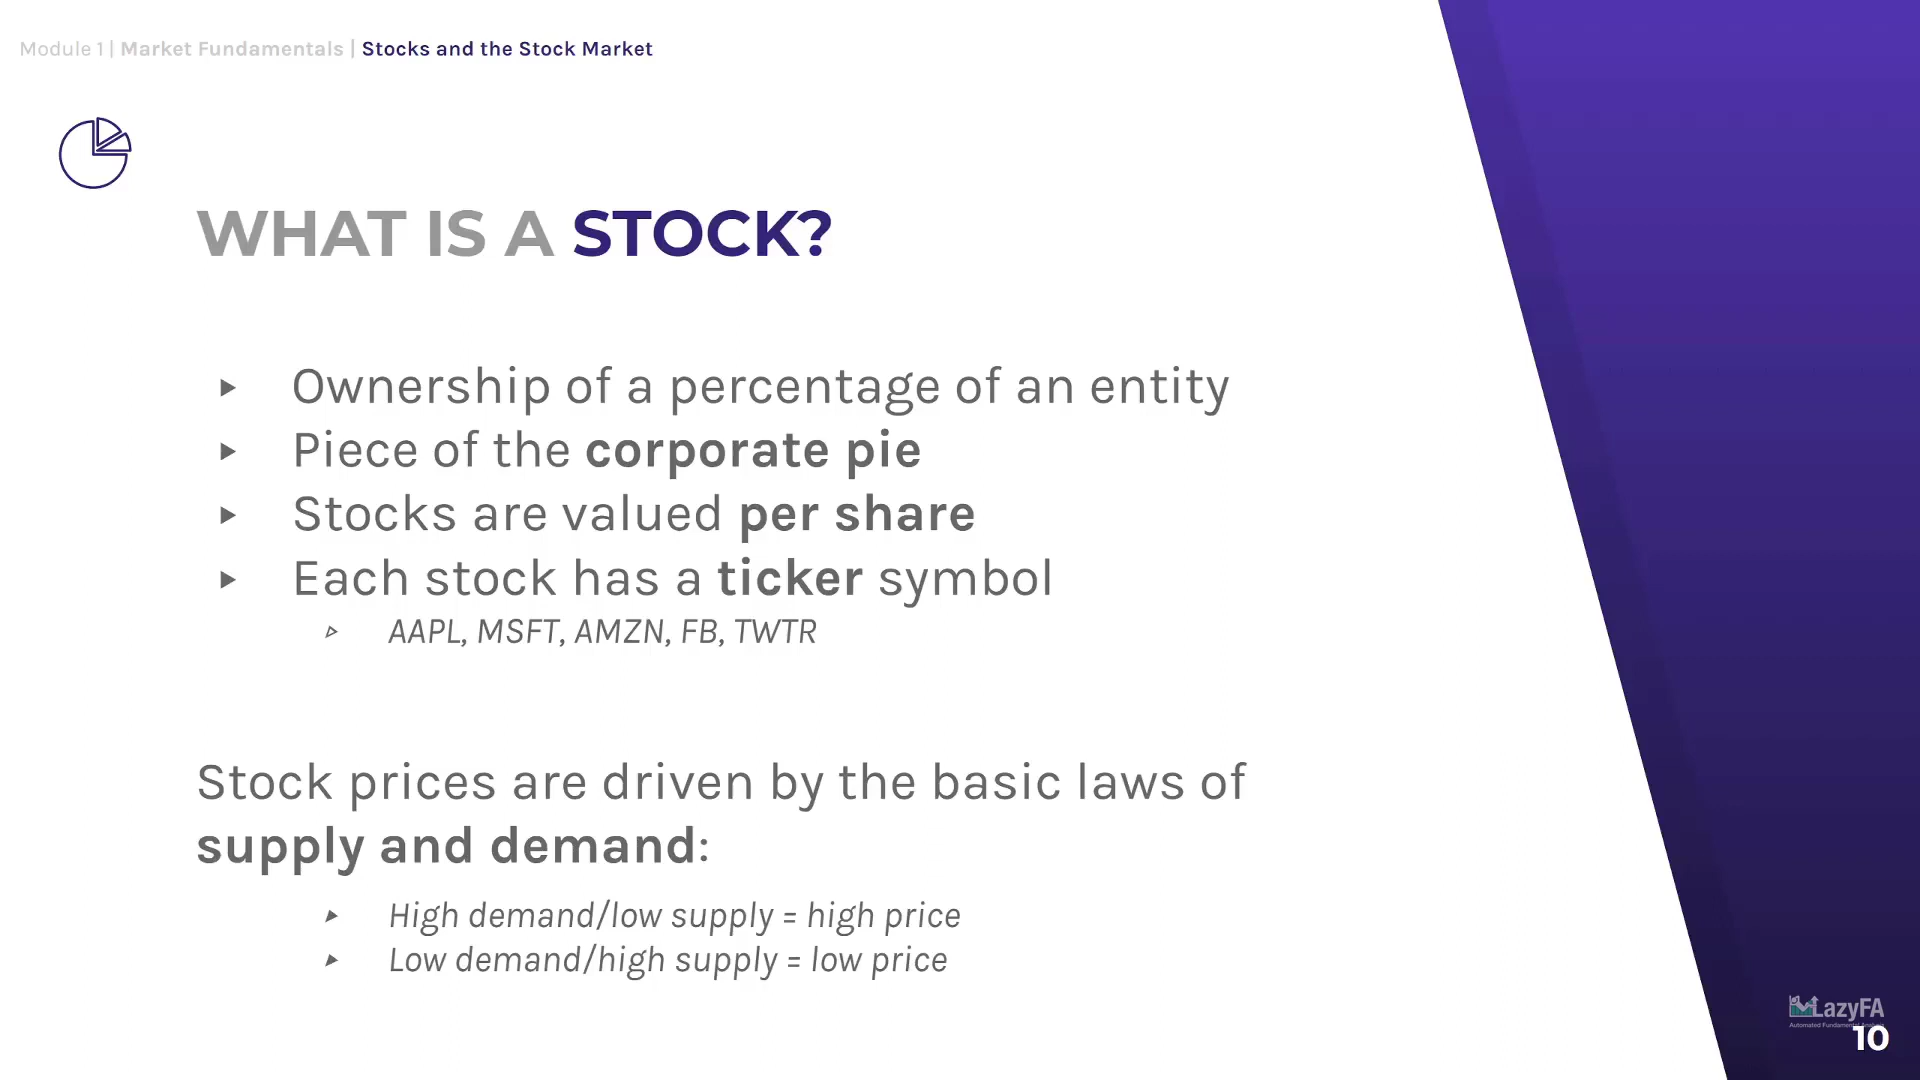 Module 1 | Market Fundamentals | Stocks and the Stock Market
WHAT IS A STOCK?
▸ Ownership of a percentage of an entity
▸ Piece of the corporate pie
▸ Stocks are valued per share
▸ Each stock has a ticker symbol
▹ AAPL, MSFT, AMZN, FB, TWTR
Stock prices are driven by the basic laws of
supply and demand:
▸ High demand/low supply = high price
▸ Low demand/high supply = low price
LazyFA
Automated Fundamental
10